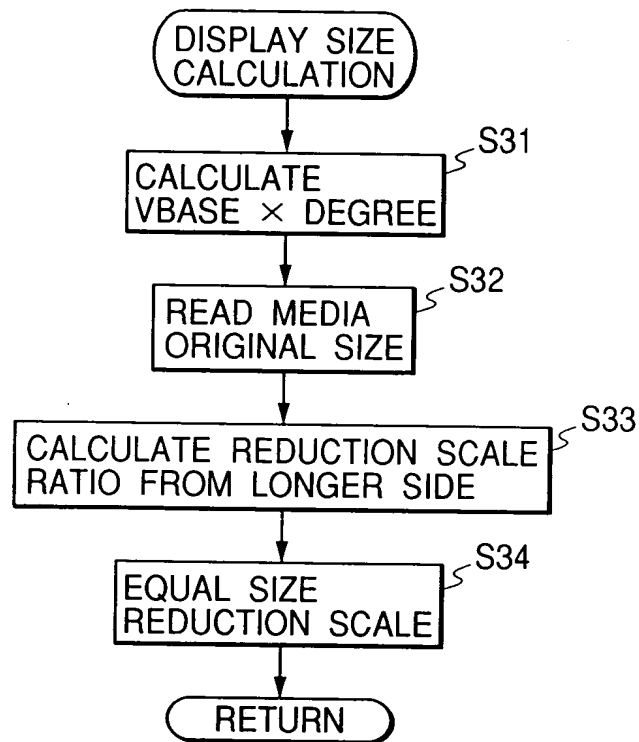 DISPLAY SIZE
CALCULATION
S31
CALCULATE
VBASE × DEGREE
S32
READ MEDIA
ORIGINAL SIZE
S33
CALCULATE REDUCTION SCALE
RATIO FROM LONGER SIDE
S34
EQUAL SIZE
REDUCTION SCALE
RETURN